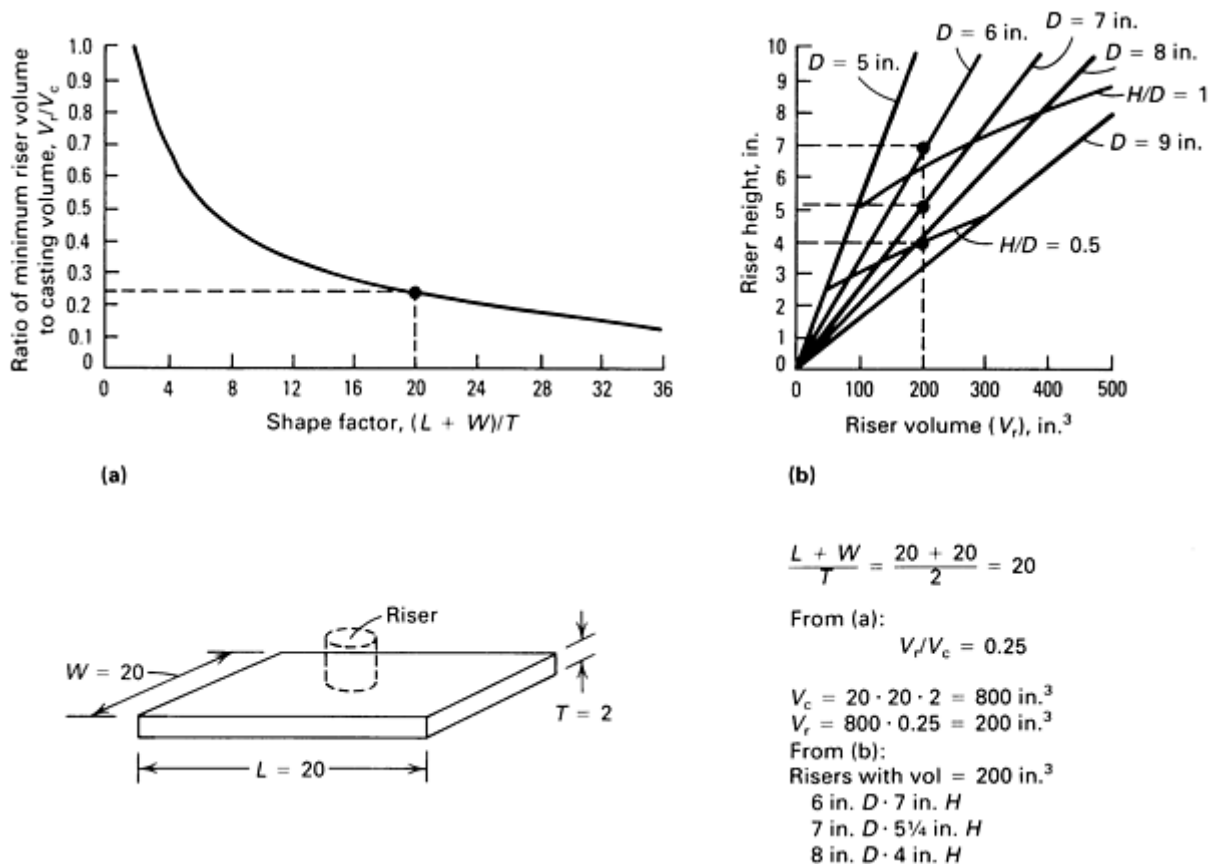 Ratio of minimum riser volume
to casting volume, Vr/Vc
1.0
0.9
0.8
0.7
0.6
0.5
0.4
0.3
0.2
0.1
0
0 4 8 12 16 20 24 28 32 36
Shape factor, (L + W)/T
(a)
D = 5 in.
D = 6 in.
D = 7 in.
D = 8 in.
H/D = 1
D = 9 in.
H/D = 0.5
Riser height, in.
10
9
8
7
6
5
4
3
2
1
0
0 100 200 300 400 500
Riser volume (Vr), in.³
(b)
Riser
W = 20
T = 2
L = 20
(L + W)/T = (20 + 20)/2 = 20
From (a):
Vr/Vc = 0.25
Vc = 20 · 20 · 2 = 800 in.³
Vr = 800 · 0.25 = 200 in.³
From (b):
Risers with vol = 200 in.³
6 in. D · 7 in. H
7 in. D · 5¼ in. H
8 in. D · 4 in. H